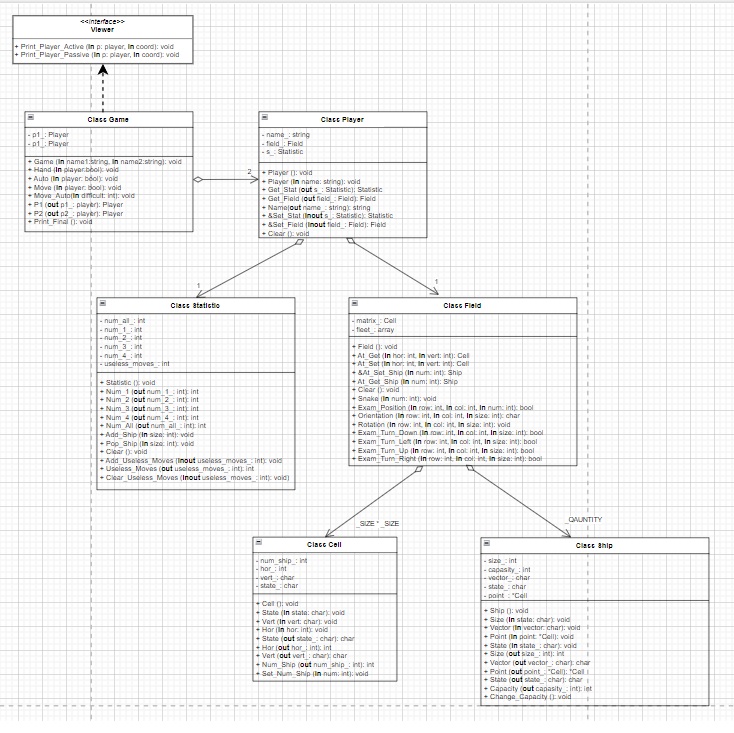 <<interface>>
Viewer
+ Print_Player_Active (in p: player, in coord): void
+ Print_Player_Passive (in p: player, in coord): void
Class Game
- p1_: Player
- p1_: Player
+ Game (in name1:string, in name2:string): void
+ Hand (in player:bool): void
+ Auto (in player: bool): void
+ Move (in player: bool): void
+ Move_Auto(in difficult: int): void
+ P1 (out p1_: player): Player
+ P2 (out p2_: player): Player
+ Print_Final (): void
2
Class Player
- name_: string
- field_: Field
- s_: Statistic
+ Player (): void
+ Player (in name: string): void
+ Get_Stat (out s_: Statistic): Statistic
+ Get_Field (out field_: Field): Field
+ Name(out name_: string): string
+ &Set_Stat (inout s_: Statistic): Statistic
+ &Set_Field (inout field_: Field): Field
+ Clear (): void
1
1
Class Statistic
- num_all_: int
- num_1_: int
- num_2_: int
- num_3_: int
- num_4_: int
- useless_moves_: int
+ Statistic (): void
+ Num_1 (out num_1_: int): int
+ Num_2 (out num_2_: int): int
+ Num_3 (out num_3_: int): int
+ Num_4 (out num_4_: int): int
+ Num_All (out num_all_: int): int
+ Add_Ship (in size: int): void
+ Pop_Ship (in size: int): void
+ Clear (): void
+ Add_Useless_Moves (inout useless_moves_: int): void
+ Useless_Moves (out useless_moves_: int): int
+ Clear_Useless_Moves (inout useless_moves_: int): void)
Class Field
- matrix_: Cell
- fleet_: array
+ Field (): void
+ At_Get (in hor: int, in vert: int): Cell
+ At_Set (in hor: int, in vert: int): Cell
+ &At_Set_Ship (in num: int): Ship
+ At_Get_Ship (in num: int): Ship
+ Clear (): void
+ Snake (in num: int): void
+ Exam_Position (in row: int, in col: int, in num: int): bool
+ Orientation (in row: int, in col: int, in size: int): char
+ Rotation (in row: int, in col: int, in size: int): void
+ Exam_Turn_Down (in row: int, in col: int, in size: int): bool
+ Exam_Turn_Left (in row: int, in col: int, in size: int): bool
+ Exam_Turn_Up (in row: int, in col: int, in size: int): bool
+ Exam_Turn_Right (in row: int, in col: int, in size: int): bool
_SIZE * _SIZE
_QAUNTITY
Class Cell
- num_ship_: int
- hor_: int
- vert_: char
- state_: char
+ Cell (): void
+ State (in state: char): void
+ Vert (in vert: char): void
+ Hor (in hor: int): void
+ State (out state_: char): char
+ Hor (out hor_: int): int
+ Vert (out vert_: char): char
+ Num_Ship (out num_ship_: int): int
+ Set_Num_Ship (in num: int): void
Class Ship
- size_: int
- capacity_: int
- vector_: char
- state_: char
- point_: *Cell
+ Ship (): void
+ Size (in state: char): void
+ Vector (in vector: char): void
+ Point (in point: *Cell): void
+ State (in state_: char): void
+ Size (out size_: int): int
+ Vector (out vector_: char): char
+ Point (out point_: *Cell): *Cell
+ State (out state_: char): char
+ Capacity (out capacity_: int): int
+ Change_Capacity (): void